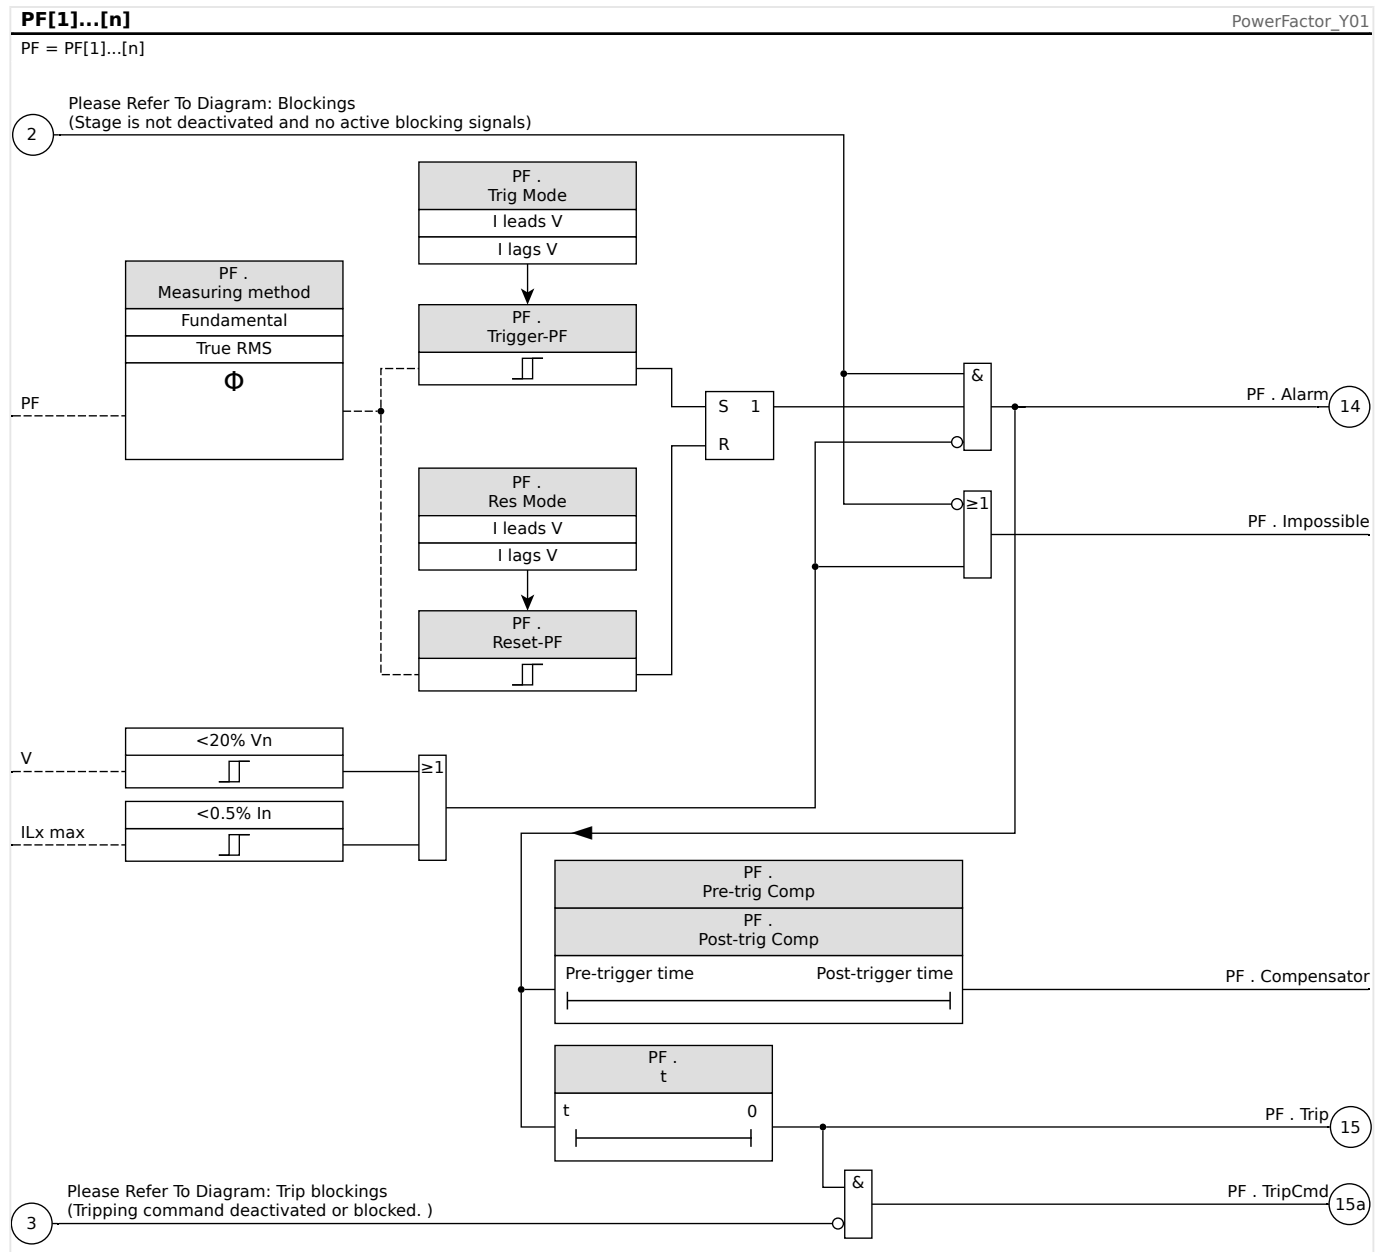 PF[1]...[n]
PowerFactor_Y01
PF = PF[1]...[n]
Please Refer To Diagram: Blockings
2
(Stage is not deactivated and no active blocking signals)
PF .
Trig Mode
I leads V
I lags V
PF .
Measuring method
Fundamental
True RMS
Φ
PF
PF .
Trigger-PF
S 1
R
&
PF . Alarm
14
PF .
Res Mode
I leads V
I lags V
≥1
PF . Impossible
PF .
Reset-PF
V
<20% Vn
≥1
ILx max
<0.5% In
PF .
Pre-trig Comp
PF .
Post-trig Comp
Pre-trigger time Post-trigger time
PF . Compensator
PF .
t
t 0
PF . Trip
15
&
PF . TripCmd
15a
Please Refer To Diagram: Trip blockings
(Tripping command deactivated or blocked. )
3